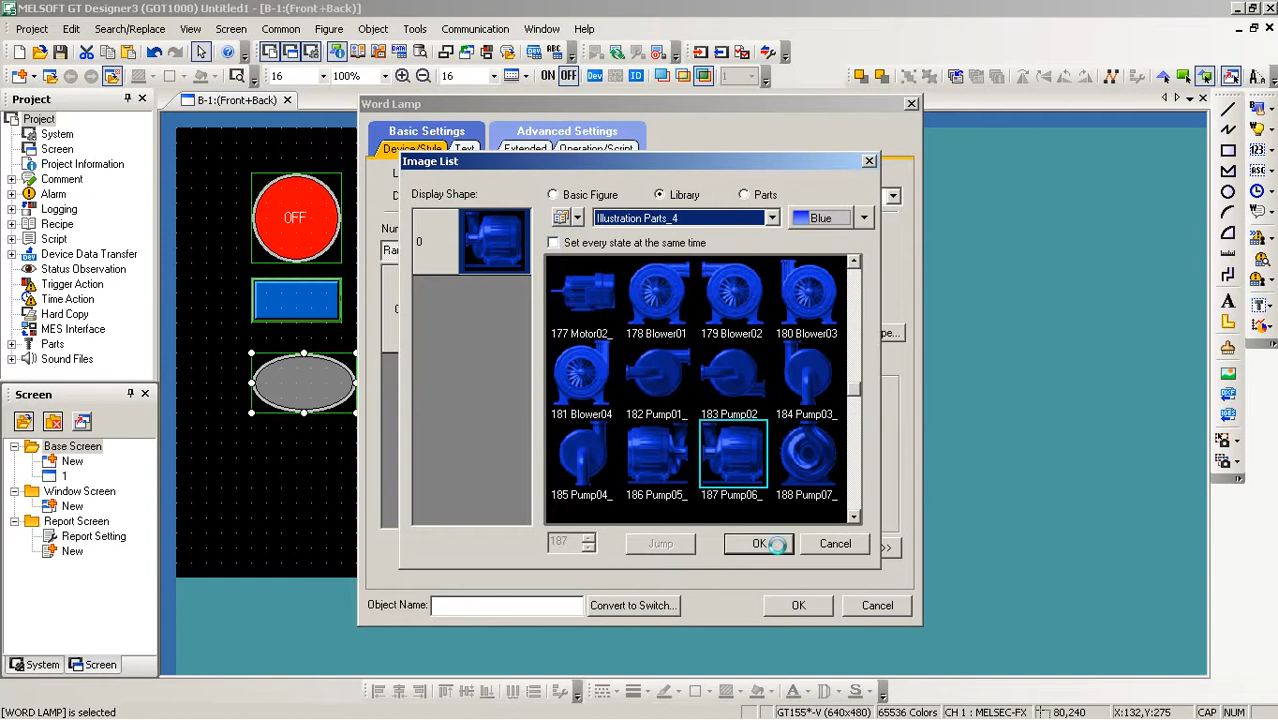 MELSOFT GT Designer3 (GOT1000) Untitled1 - [B-1:(Front+Back)]
Project Edit Search/Replace View Screen Common Figure Object Tools Communication Window Help
16 100% 16 ON OFF Dev ID 1
Project
B-1:(Front+Back)
Project
System
Screen
Project Information
Comment
Alarm
Logging
Recipe
Script
Device Data Transfer
Status Observation
Trigger Action
Time Action
Hard Copy
MES Interface
Parts
Sound Files
Screen
Base Screen
New
1
Window Screen
New
Report Screen
Report Setting
New
System Screen
OFF
Word Lamp
Basic Settings Advanced Settings
Device/Style Text Extended Operation/Script
Image List
Display Shape:
Basic Figure Library Parts
Illustration Parts_4 Blue
Set every state at the same time
0
177 Motor02_ 178 Blower01 179 Blower02 180 Blower03
181 Blower04 182 Pump01_ 183 Pump02_ 184 Pump03_
185 Pump04_ 186 Pump05_ 187 Pump06_ 188 Pump07_
187 Jump OK Cancel
Object Name: Convert to Switch... OK Cancel
[WORD LAMP] is selected
GT155*-V (640x480) 65536 Colors CH 1 : MELSEC-FX 80,240 X:132, Y:275 CAP NUM